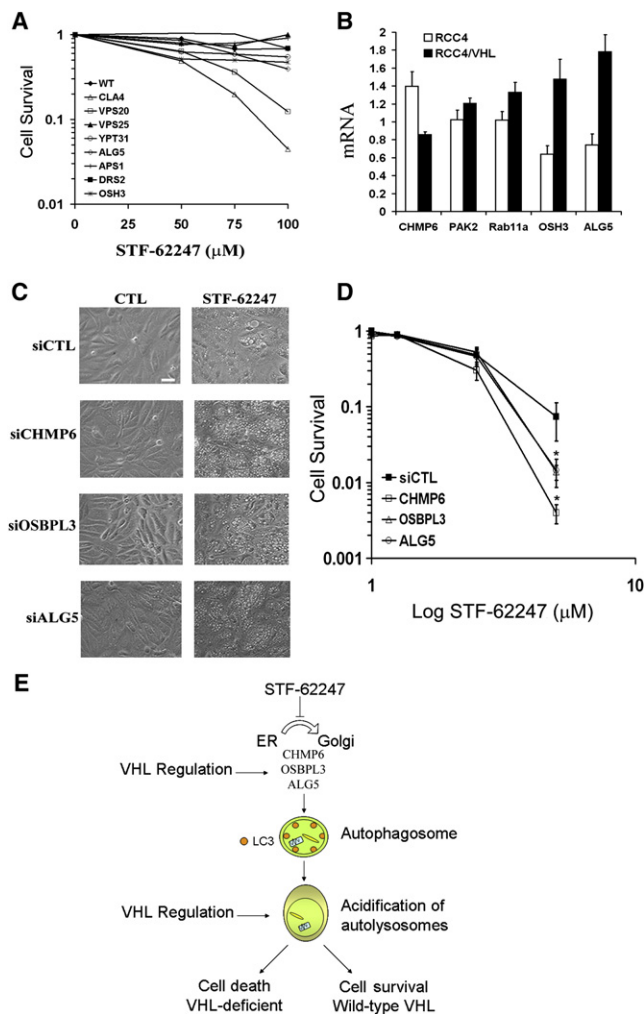 A
Cell Survival
1
0.1
0.01
0
25
50
75
100
WT
CLA4
VPS20
VPS25
YPT31
ALG5
APS1
DRS2
OSH3
STF-62247 (µM)
B
mRNA
2
1.8
1.6
1.4
1.2
1
0.8
0.6
0.4
0.2
0
RCC4
RCC4/VHL
CHMP6
PAK2
Rab11a
OSH3
ALG5
C
CTL
STF-62247
siCTL
siCHMP6
siOSBPL3
siALG5
D
Cell Survival
1
0.1
0.01
0.001
siCTL
CHMP6
OSBPL3
ALG5
*
*
1
10
Log STF-62247 (µM)
E
STF-62247
ER
Golgi
CHMP6
OSBPL3
ALG5
VHL Regulation
LC3
Autophagosome
VHL Regulation
Acidification of
autolysosomes
Cell death
VHL-deficient
Cell survival
Wild-type VHL